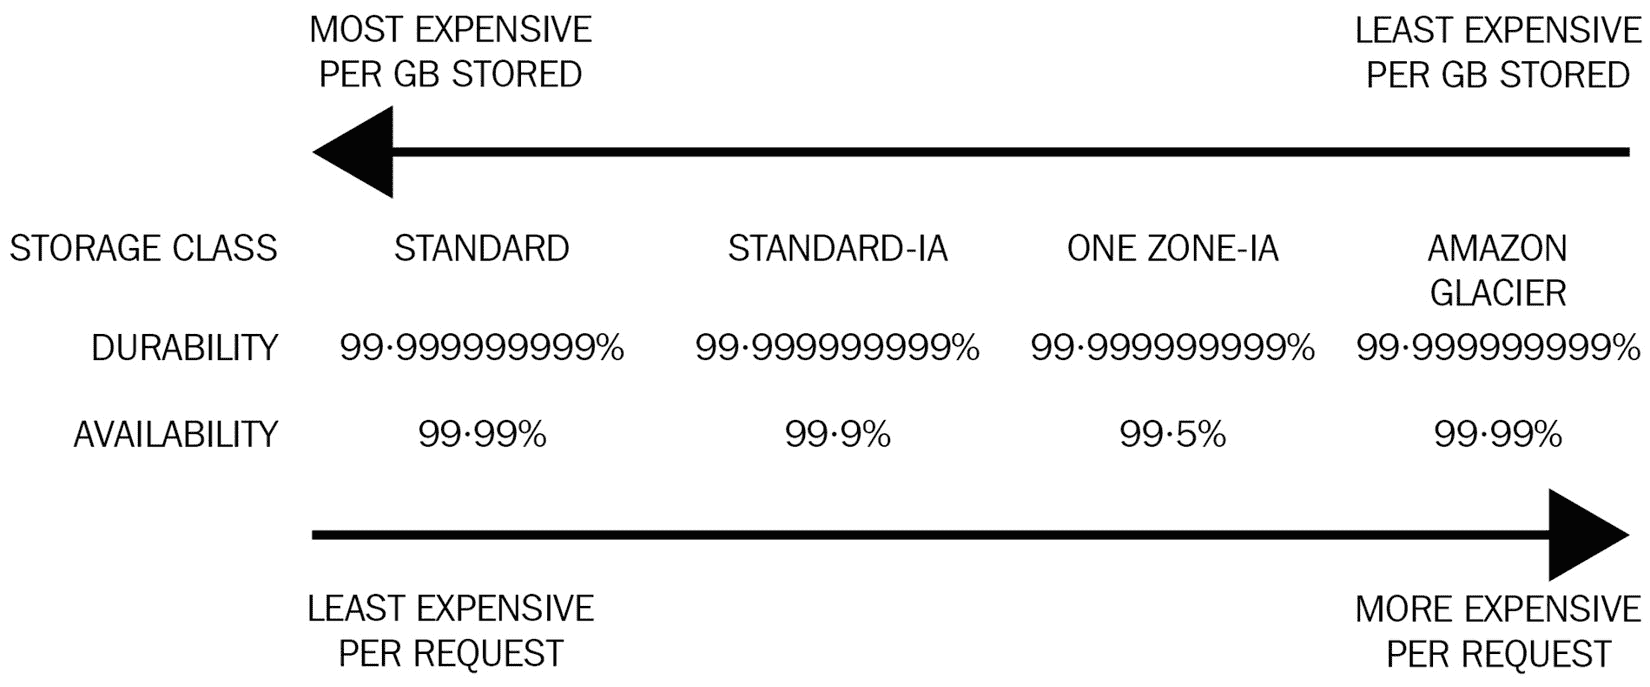 MOST EXPENSIVE
PER GB STORED
LEAST EXPENSIVE
PER GB STORED
STORAGE CLASS STANDARD STANDARD-IA ONE ZONE-IA AMAZON
GLACIER
DURABILITY 99·999999999% 99·999999999% 99·999999999% 99·999999999%
AVAILABILITY 99·99% 99·9% 99·5% 99·99%
LEAST EXPENSIVE
PER REQUEST
MORE EXPENSIVE
PER REQUEST